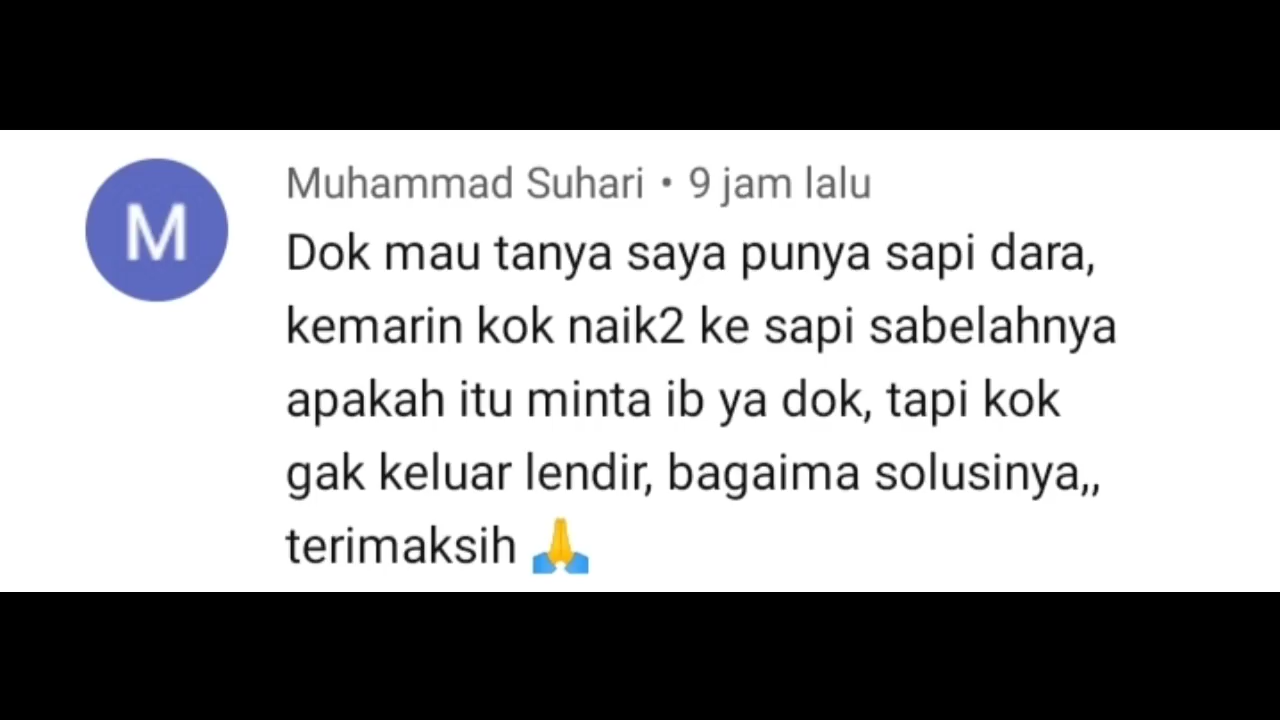 M
Muhammad Suhari • 9 jam lalu
Dok mau tanya saya punya sapi dara,
kemarin kok naik2 ke sapi sabelahnya
apakah itu minta ib ya dok, tapi kok
gak keluar lendir, bagaima solusinya,,
terimaksih 🙏